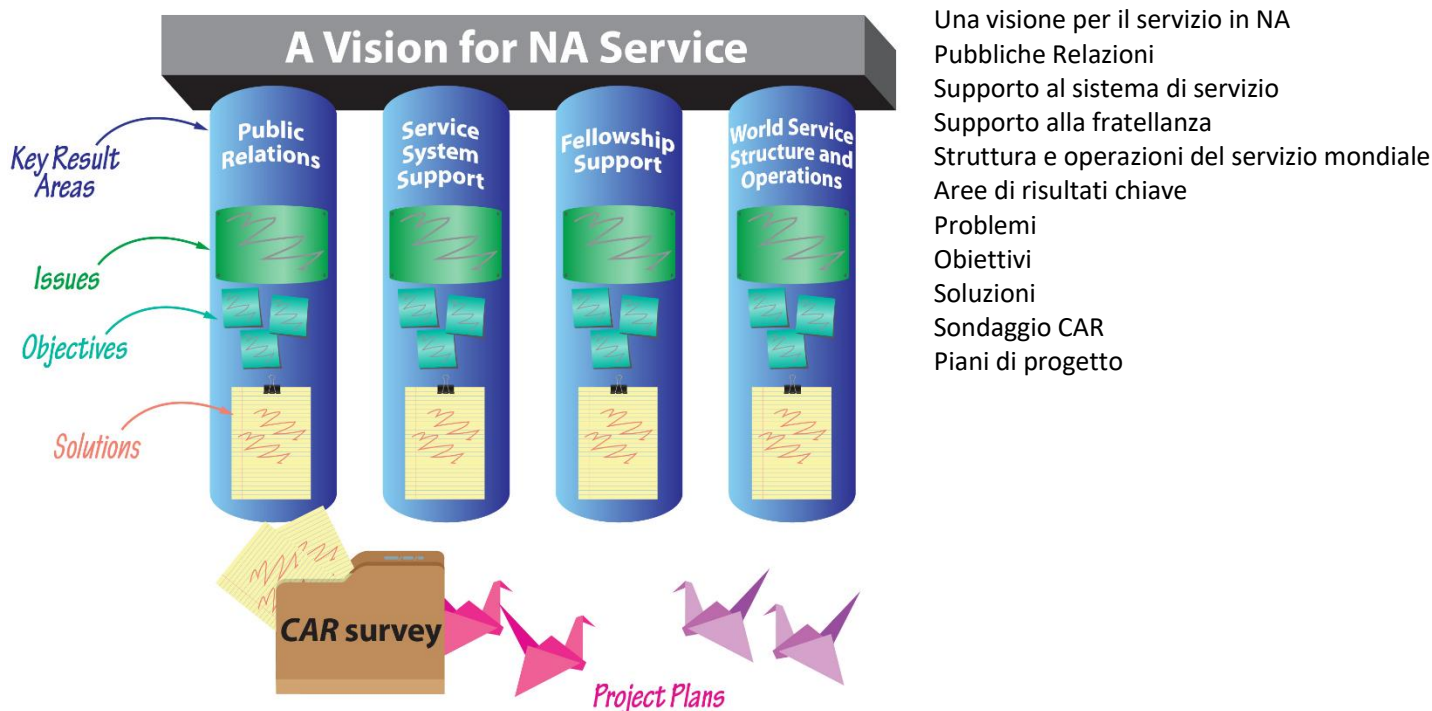 A Vision for NA Service
Public
Relations
Service
System
Support
Fellowship
Support
World Service
Structure and
Operations
Key Result
Areas
Issues
Objectives
Solutions
CAR survey
Project Plans
Una visione per il servizio in NA
Pubbliche Relazioni
Supporto al sistema di servizio
Supporto alla fratellanza
Struttura e operazioni del servizio mondiale
Aree di risultati chiave
Problemi
Obiettivi
Soluzioni
Sondaggio CAR
Piani di progetto